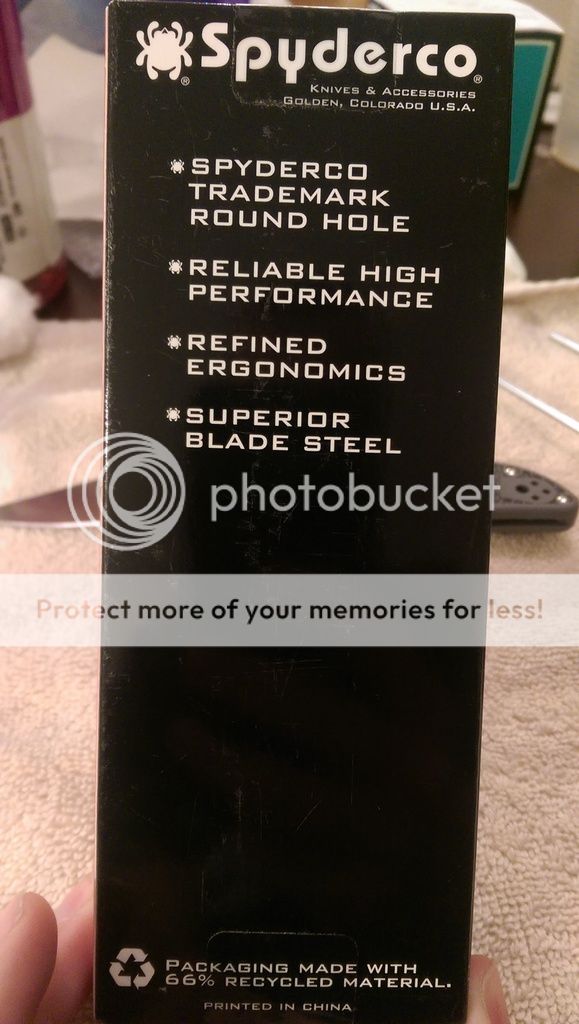 Spyderco®
®
KNIVES & ACCESSORIES
GOLDEN, COLORADO U.S.A.
SPYDERCO
TRADEMARK
ROUND HOLE
RELIABLE HIGH
PERFORMANCE
REFINED
ERGONOMICS
SUPERIOR
BLADE STEEL
photobucket
Protect more of your memories for less!
PACKAGING MADE WITH
66% RECYCLED MATERIAL.
PRINTED IN CHINA